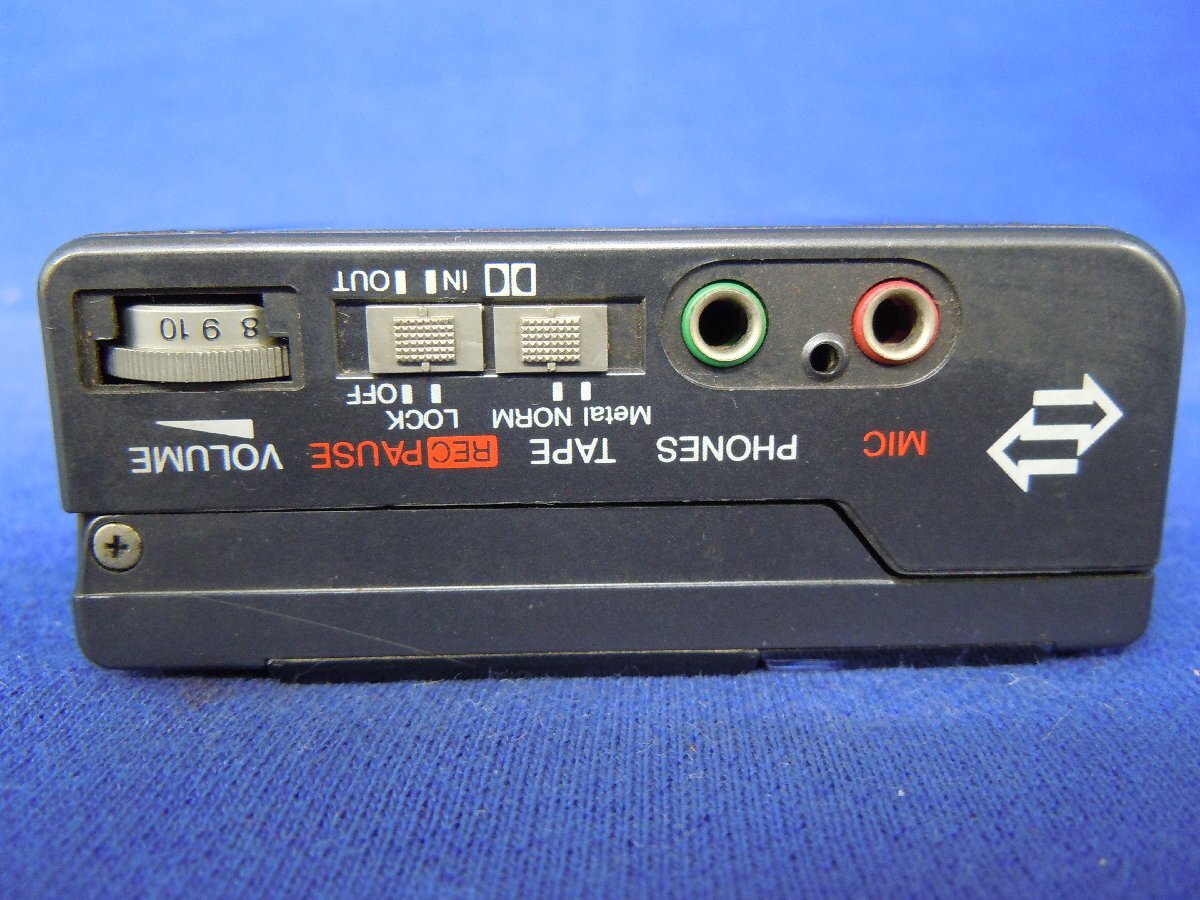 MIC PHONES TAPE REC PAUSE VOLUME
Metal NORM LOCK OFF
8 9 10
IN OUT